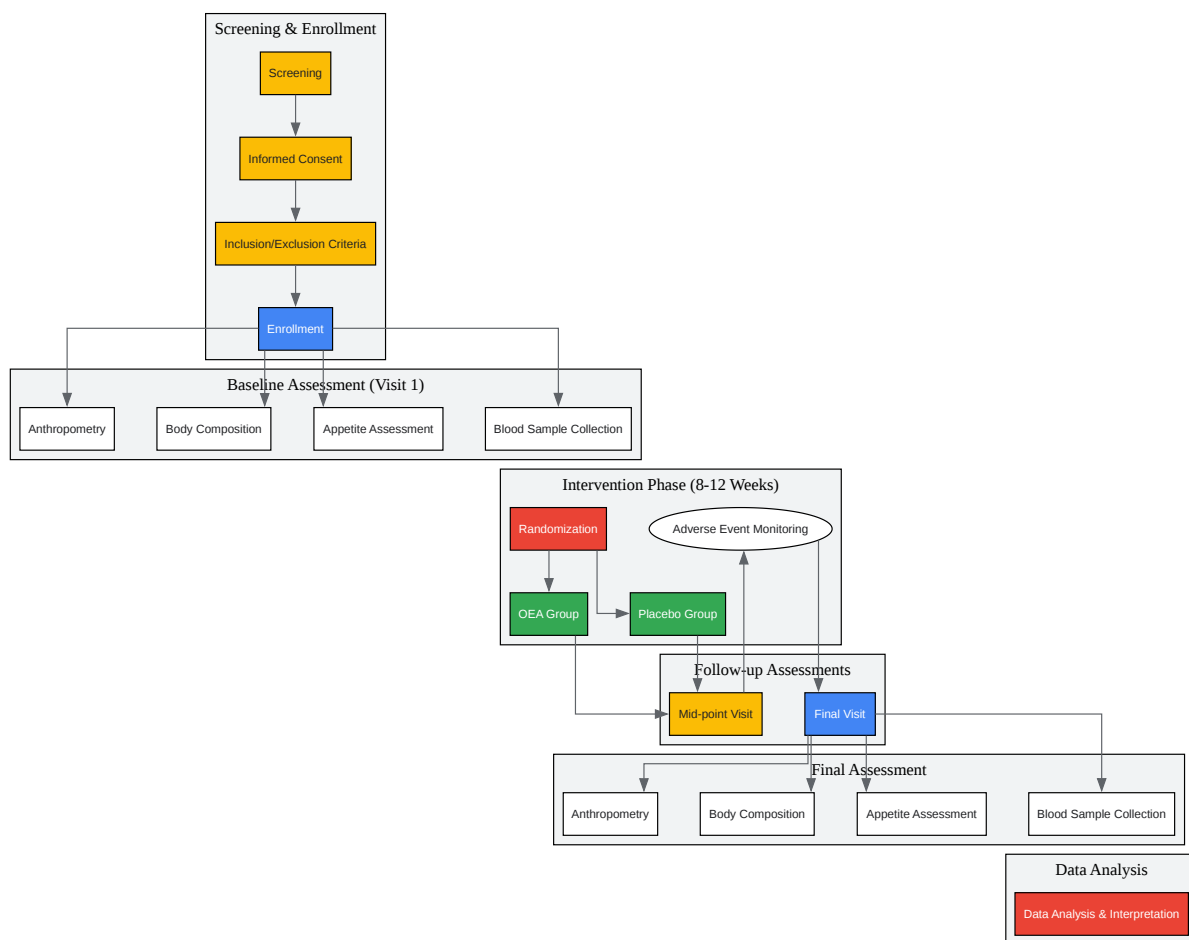 Screening & Enrollment
Screening
Informed Consent
Inclusion/Exclusion Criteria
Enrollment
Baseline Assessment (Visit 1)
Anthropometry
Body Composition
Appetite Assessment
Blood Sample Collection
Intervention Phase (8-12 Weeks)
Randomization
Adverse Event Monitoring
OEA Group
Placebo Group
Follow-up Assessments
Mid-point Visit
Final Visit
Final Assessment
Anthropometry
Body Composition
Appetite Assessment
Blood Sample Collection
Data Analysis
Data Analysis & Interpretation